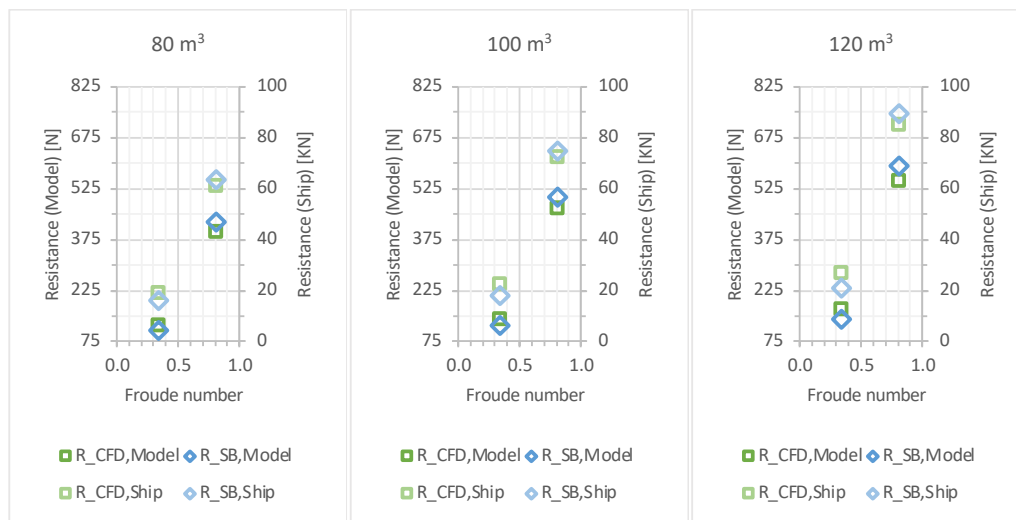 80 m³
100 m³
120 m³
825 100 825 100 825 100
675 80 675 80 675 80
525 60 525 60 525 60
375 40 375 40 375 40
225 20 225 20 225 20
75 0 75 0 75 0
Resistance (Model) [N]
Resistance (Ship) [KN]
Resistance (Model) [N]
Resistance (Ship) [KN]
Resistance (Model) [N]
Resistance (Ship) [KN]
0.0 0.5 1.0 0.0 0.5 1.0 0.0 0.5 1.0
Froude number
Froude number
Froude number
R_CFD,Model R_SB,Model
R_CFD,Ship R_SB,Ship
R_CFD,Model R_SB,Model
R_CFD,Ship R_SB,Ship
R_CFD,Model R_SB,Model
R_CFD,Ship R_SB,Ship